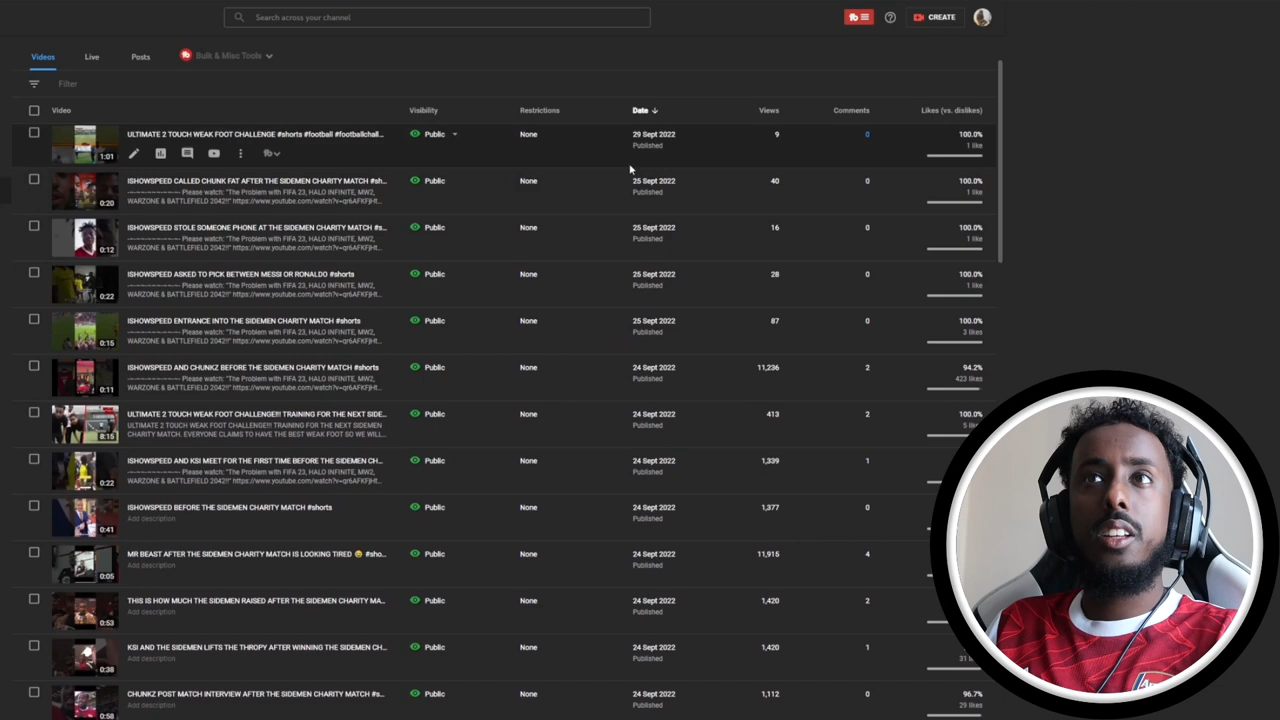 Search across your channel
CREATE
Videos Live Posts Bulk & Misc Tools
Filter
Video Visibility Restrictions Date Views Comments Likes (vs. dislikes)
ULTIMATE 2 TOUCH WEAK FOOT CHALLENGE #shorts #football #footballchall... Public None 29 Sept 2022 9 0 100.0%
1:01 Published 1 like
ISHOWSPEED CALLED CHUNK FAT AFTER THE SIDEMEN CHARITY MATCH #sh... Public None 25 Sept 2022 40 0 100.0%
-~-~~-~~~-~~-~- Please watch: "The Problem with FIFA 23, HALO INFINITE, MW2, Published 1 like
0:20 WARZONE & BATTLEFIELD 2042!!" https://www.youtube.com/watch?v=qr6AFKFjHt...
ISHOWSPEED STOLE SOMEONE PHONE AT THE SIDEMEN CHARITY MATCH #s... Public None 25 Sept 2022 16 0 100.0%
-~-~~-~~~-~~-~- Please watch: "The Problem with FIFA 23, HALO INFINITE, MW2, Published 1 like
0:12 WARZONE & BATTLEFIELD 2042!!" https://www.youtube.com/watch?v=qr6AFKFjHt...
ISHOWSPEED ASKED TO PICK BETWEEN MESSI OR RONALDO #shorts Public None 25 Sept 2022 28 0 100.0%
-~-~~-~~~-~~-~- Please watch: "The Problem with FIFA 23, HALO INFINITE, MW2, Published 1 like
0:22 WARZONE & BATTLEFIELD 2042!!" https://www.youtube.com/watch?v=qr6AFKFjHt...
ISHOWSPEED ENTRANCE INTO THE SIDEMEN CHARITY MATCH #shorts Public None 25 Sept 2022 87 0 100.0%
-~-~~-~~~-~~-~- Please watch: "The Problem with FIFA 23, HALO INFINITE, MW2, Published 3 likes
0:15 WARZONE & BATTLEFIELD 2042!!" https://www.youtube.com/watch?v=qr6AFKFjHt...
ISHOWSPEED AND CHUNKZ BEFORE THE SIDEMEN CHARITY MATCH #shorts Public None 24 Sept 2022 11,236 2 94.2%
-~-~~-~~~-~~-~- Please watch: "The Problem with FIFA 23, HALO INFINITE, MW2, Published 423 likes
0:11 WARZONE & BATTLEFIELD 2042!!" https://www.youtube.com/watch?v=qr6AFKFjHt...
ULTIMATE 2 TOUCH WEAK FOOT CHALLENGE!!! TRAINING FOR THE NEXT SIDE... Public None 24 Sept 2022 413 2 100.0%
ULTIMATE 2 TOUCH WEAK FOOT CHALLENGE!!! TRAINING FOR THE NEXT SIDEMEN Published 5
8:15 CHARITY MATCH. EVERYONE CLAIMS TO HAVE THE BEST WEAK FOOT SO WE WILL...
ISHOWSPEED AND KSI MEET FOR THE FIRST TIME BEFORE THE SIDEMEN CH... Public None 24 Sept 2022 1,339 1
-~-~~-~~~-~~-~- Please watch: "The Problem with FIFA 23, HALO INFINITE, MW2, Published
0:22 WARZONE & BATTLEFIELD 2042!!" https://www.youtube.com/watch?v=qr6AFKFjHt...
ISHOWSPEED BEFORE THE SIDEMEN CHARITY MATCH #shorts Public None 24 Sept 2022 1,377 0
Add description Published
0:41
MR BEAST AFTER THE SIDEMEN CHARITY MATCH IS LOOKING TIRED 😪 #sho... Public None 24 Sept 2022 11,915 4
Add description Published
0:05
THIS IS HOW MUCH THE SIDEMEN RAISED AFTER THE SIDEMEN CHARITY MA... Public None 24 Sept 2022 1,420 2
Add description Published
0:53
KSI AND THE SIDEMEN LIFTS THE THROPY AFTER WINNING THE SIDEMEN CH... Public None 24 Sept 2022 1,420 1
Add description Published 31
0:38
CHUNKZ POST MATCH INTERVIEW AFTER THE SIDEMEN CHARITY MATCH #s... Public None 24 Sept 2022 1,112 0 96.7%
Add description Published 29 likes
0:58